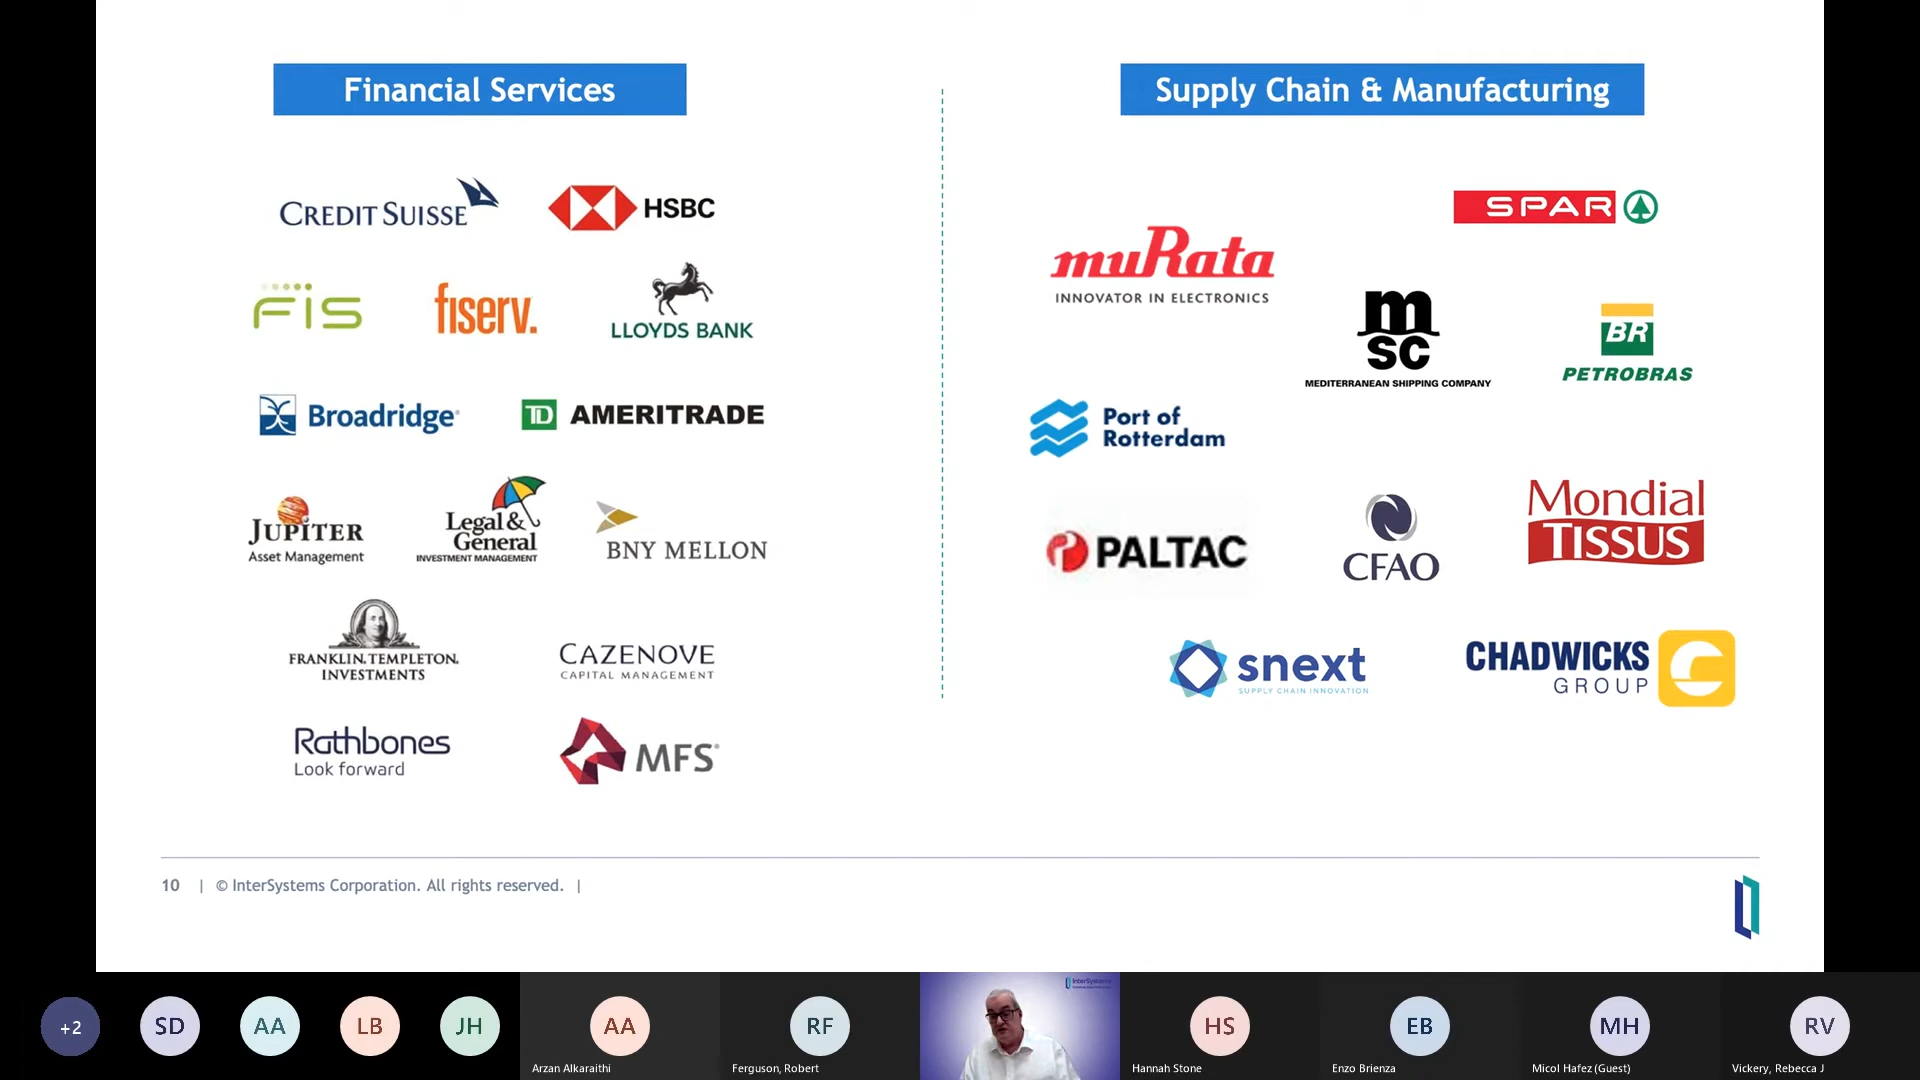 Financial Services
Supply Chain & Manufacturing
CREDIT SUISSE
HSBC
FIS
fiserv.
LLOYDS BANK
Broadridge®
TD AMERITRADE
JUPITER
Asset Management
Legal &
General
INVESTMENT MANAGEMENT
BNY MELLON
FRANKLIN TEMPLETON
INVESTMENTS
CAZENOVE
CAPITAL MANAGEMENT
Rathbones
Look forward
MFS®
SPAR
muRata
INNOVATOR IN ELECTRONICS
m
SC
MEDITERRANEAN SHIPPING COMPANY
BR
PETROBRAS
Port of
Rotterdam
PALTAC
CFAO
Mondial
TISSUS
snext
SUPPLY CHAIN INNOVATION
CHADWICKS
GROUP
10 | © InterSystems Corporation. All rights reserved. |
+2
SD
AA
LB
JH
AA
Arzan Alkaraithi
RF
Ferguson, Robert
InterSystems
HS
Hannah Stone
EB
Enzo Brienza
MH
Micol Hafez (Guest)
RV
Vickery, Rebecca J